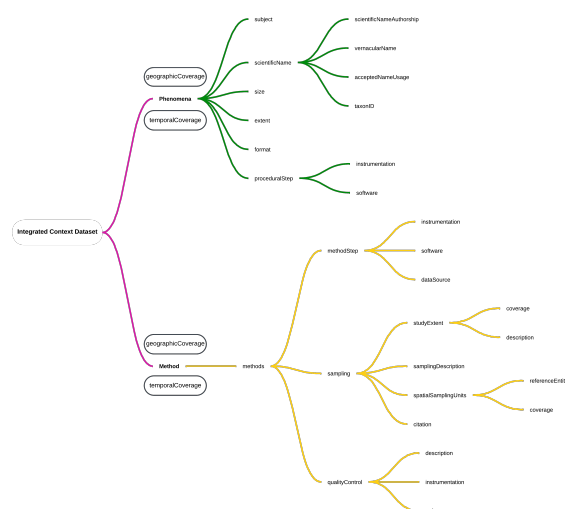 subject
scientificName
scientificNameAuthorship
vernacularName
acceptedNameUsage
taxonID
geographicCoverage
Phenomena
temporalCoverage
size
extent
format
proceduralStep
instrumentation
software
Integrated Context Dataset
geographicCoverage
Method
temporalCoverage
methods
methodStep
instrumentation
software
dataSource
sampling
studyExtent
coverage
description
samplingDescription
spatialSamplingUnits
referenceEntit
coverage
citation
qualityControl
description
instrumentation